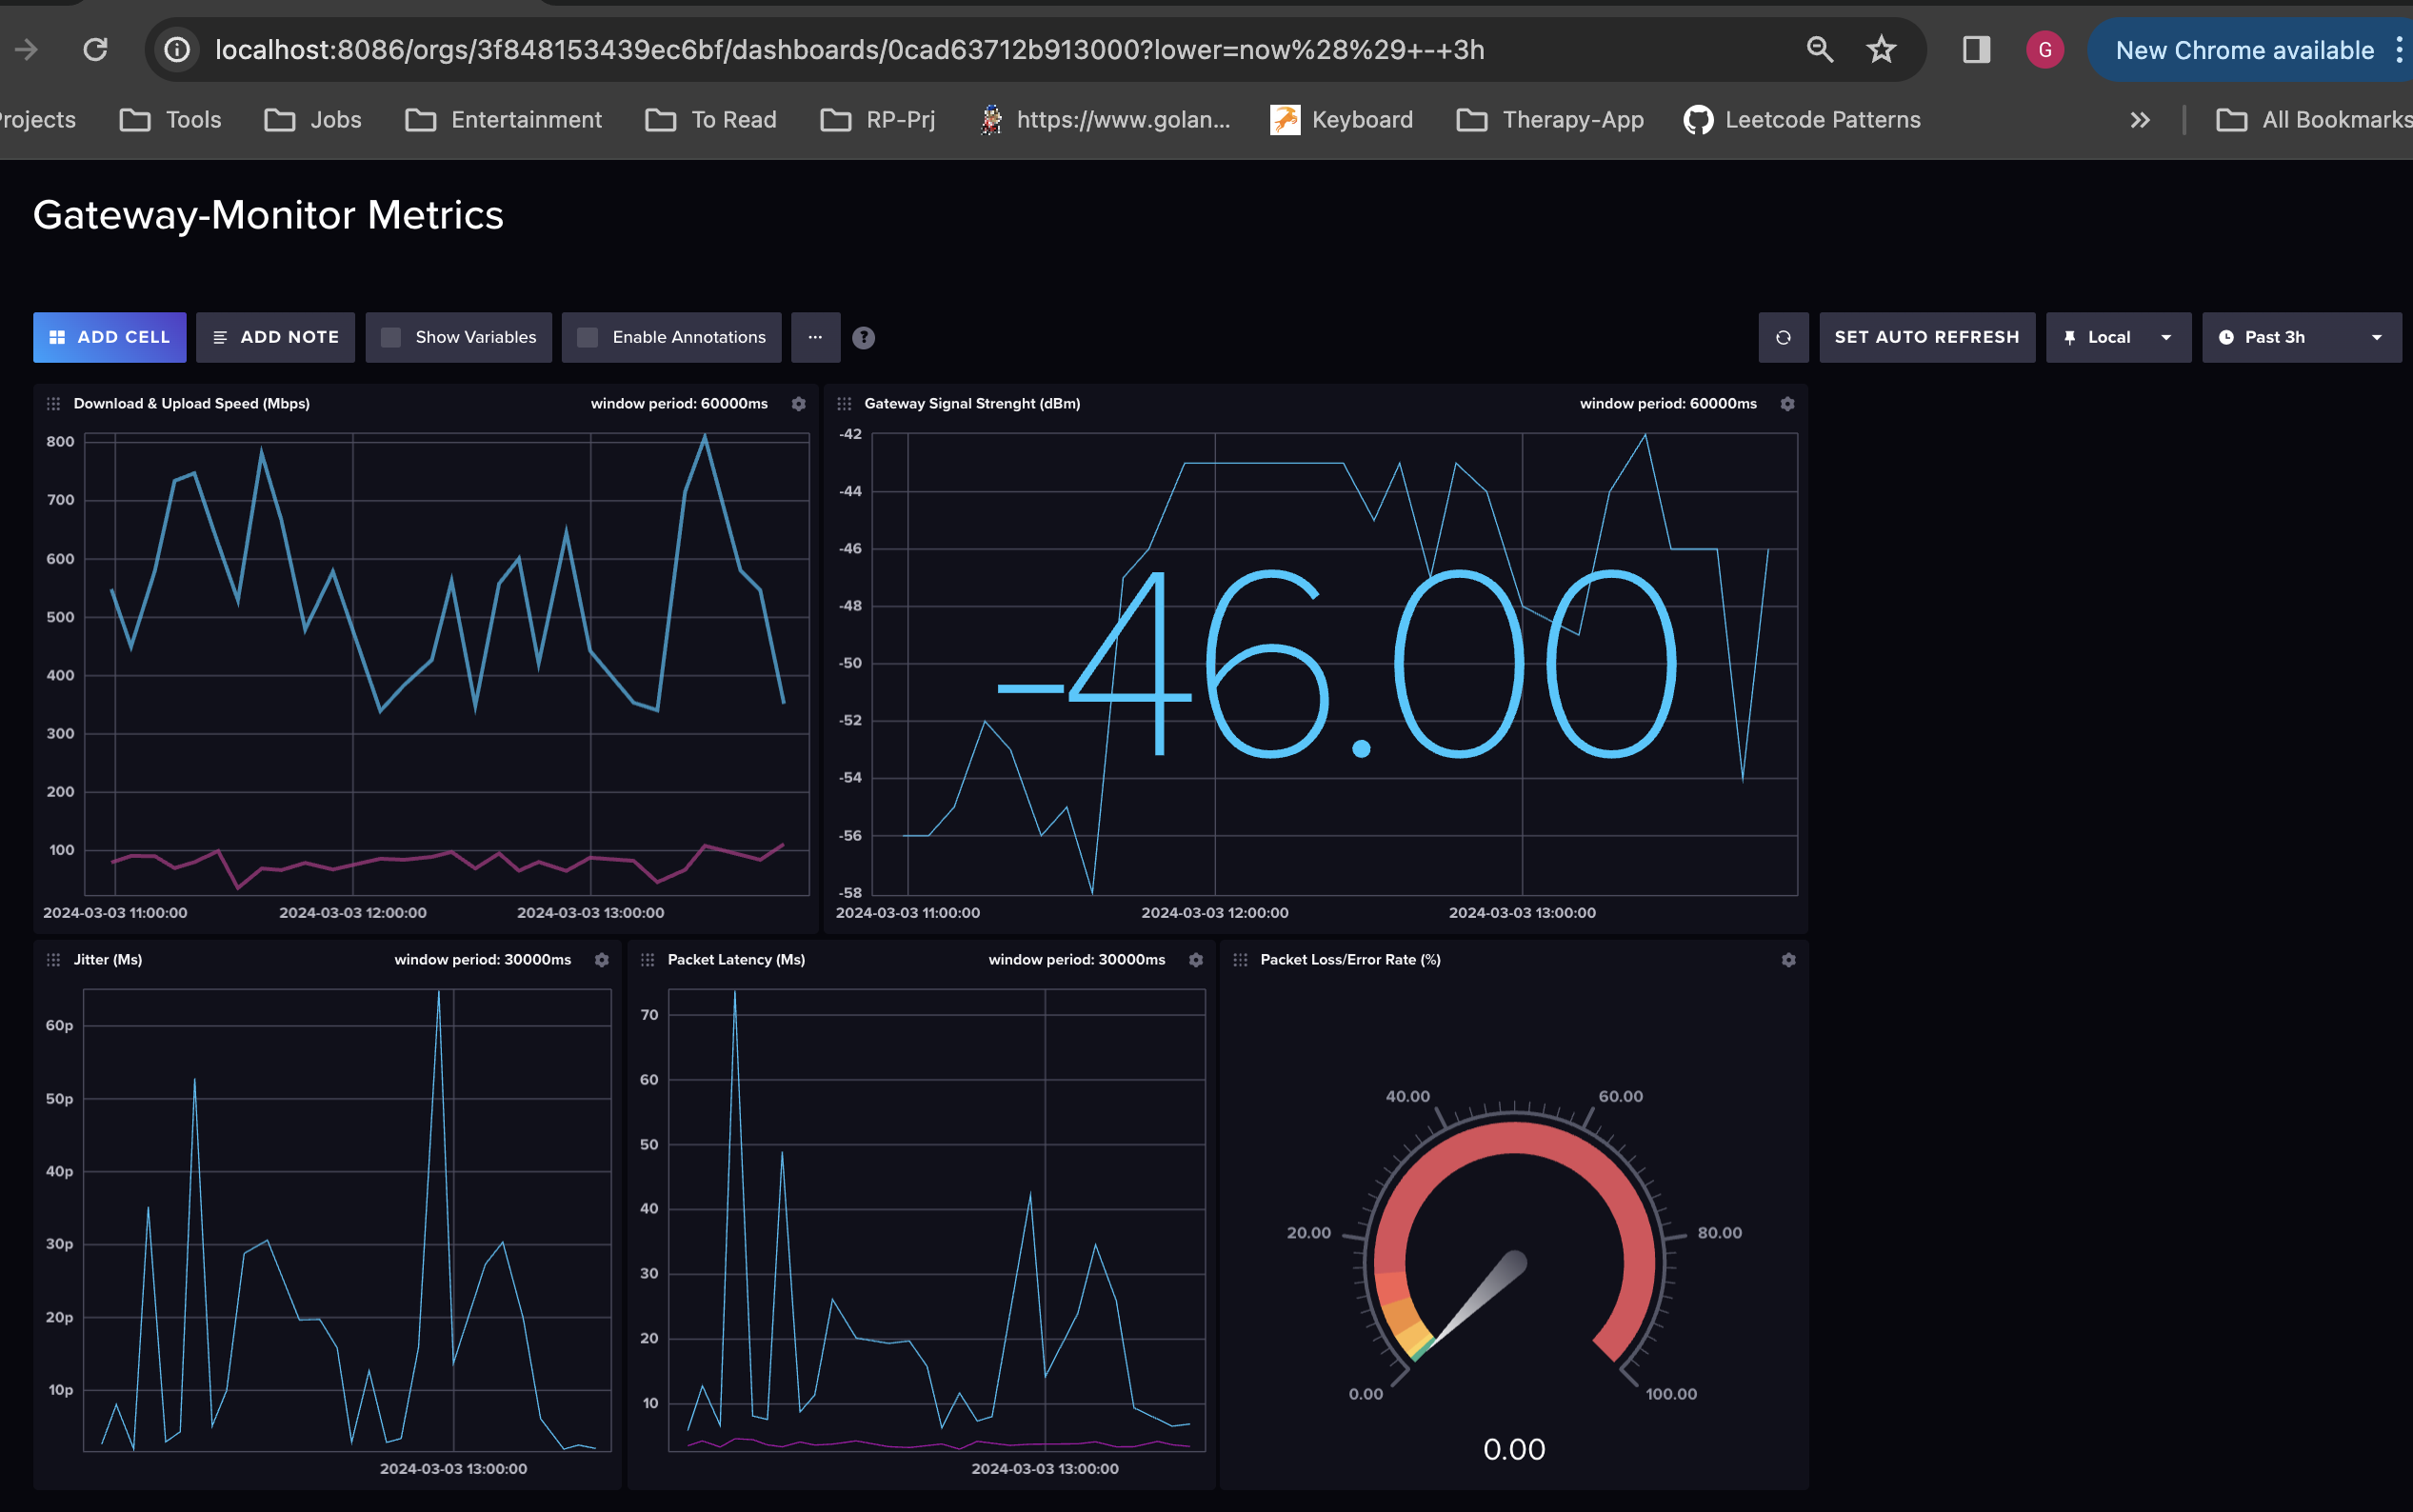 localhost:8086/orgs/3f848153439ec6bf/dashboards/0cad63712b913000?lower=now%28%29+-+3h
G
New Chrome available
rojects
Tools
Jobs
Entertainment
To Read
RP-Prj
https://www.golan...
Keyboard
Therapy-App
Leetcode Patterns
All Bookmarks
Gateway-Monitor Metrics
ADD CELL
ADD NOTE
Show Variables
Enable Annotations
...
?
SET AUTO REFRESH
Local
Past 3h
Download & Upload Speed (Mbps)
window period: 60000ms
800
700
600
500
400
300
200
100
2024-03-03 11:00:00
2024-03-03 12:00:00
2024-03-03 13:00:00
Gateway Signal Strenght (dBm)
window period: 60000ms
-42
-44
-46
-48
-50
-52
-54
-56
-58
-46.00
2024-03-03 11:00:00
2024-03-03 12:00:00
2024-03-03 13:00:00
Jitter (Ms)
window period: 30000ms
60p
50p
40p
30p
20p
10p
2024-03-03 13:00:00
Packet Latency (Ms)
window period: 30000ms
70
60
50
40
30
20
10
2024-03-03 13:00:00
Packet Loss/Error Rate (%)
40.00
60.00
20.00
80.00
0.00
100.00
0.00